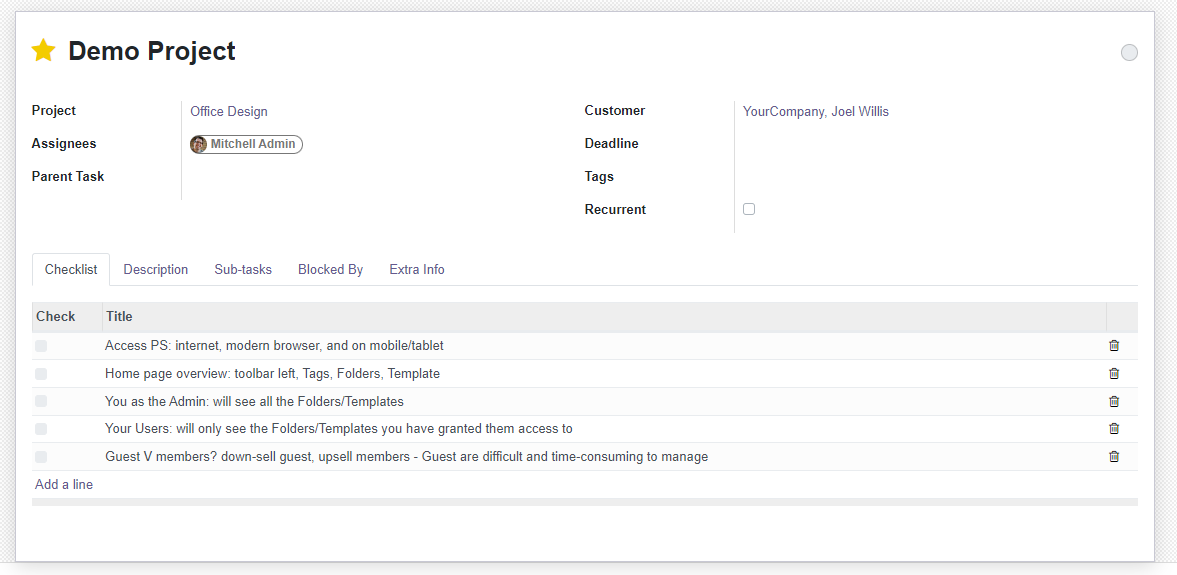 Demo Project
Project Office Design
Assignees Mitchell Admin
Parent Task
Customer YourCompany, Joel Willis
Deadline
Tags
Recurrent
Checklist Description Sub-tasks Blocked By Extra Info
Check Title
Access PS: internet, modern browser, and on mobile/tablet
Home page overview: toolbar left, Tags, Folders, Template
You as the Admin: will see all the Folders/Templates
Your Users: will only see the Folders/Templates you have granted them access to
Guest V members? down-sell guest, upsell members - Guest are difficult and time-consuming to manage
Add a line